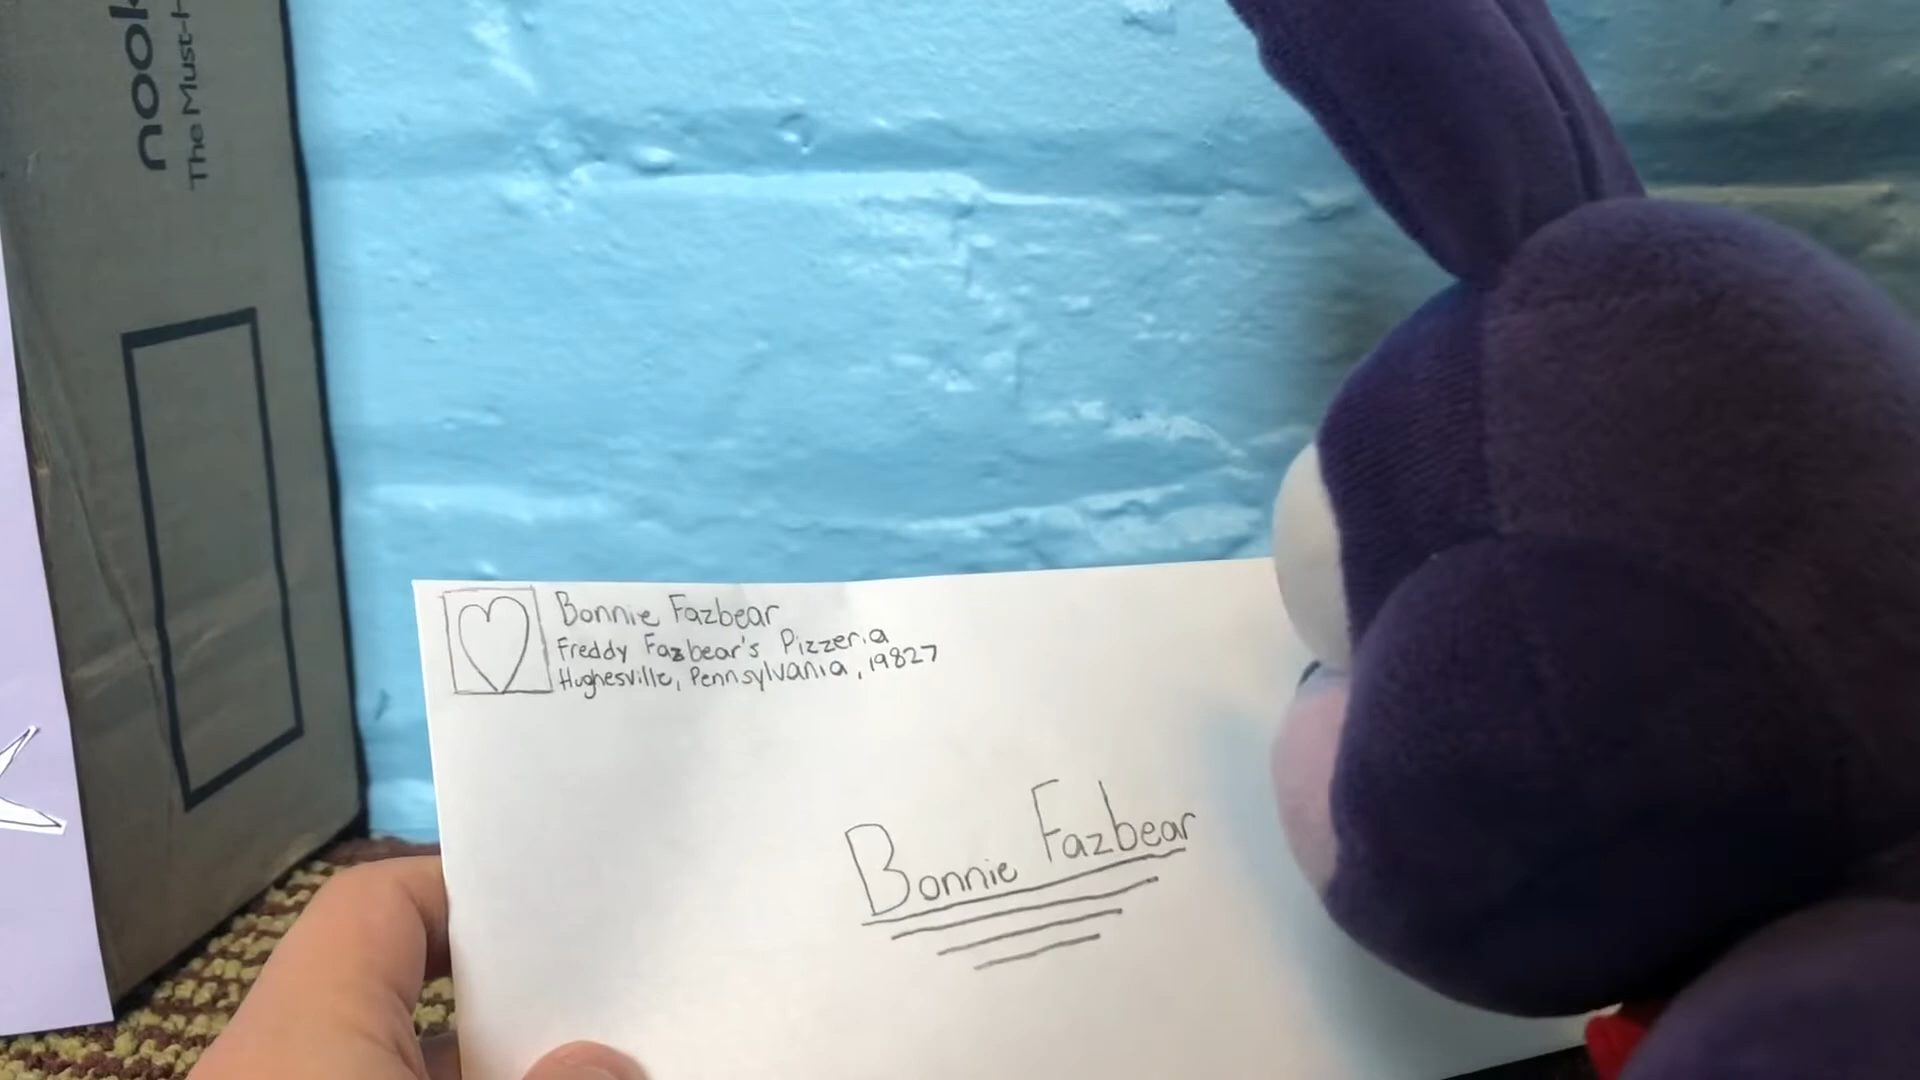 nook
The Must-H
Bonnie Fazbear
Freddy Fazbear's Pizzeria
Hughesville, Pennsylvania, 19827
Bonnie Fazbear